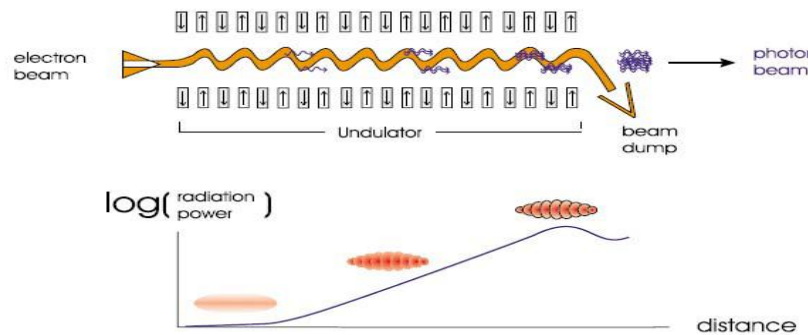 electron
beam
photon
beam
Undulator
beam
dump
log(radiation
power)
distance